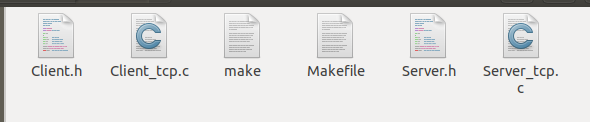 Client.h Client_tcp.c make Makefile Server.h Server_tcp.
c